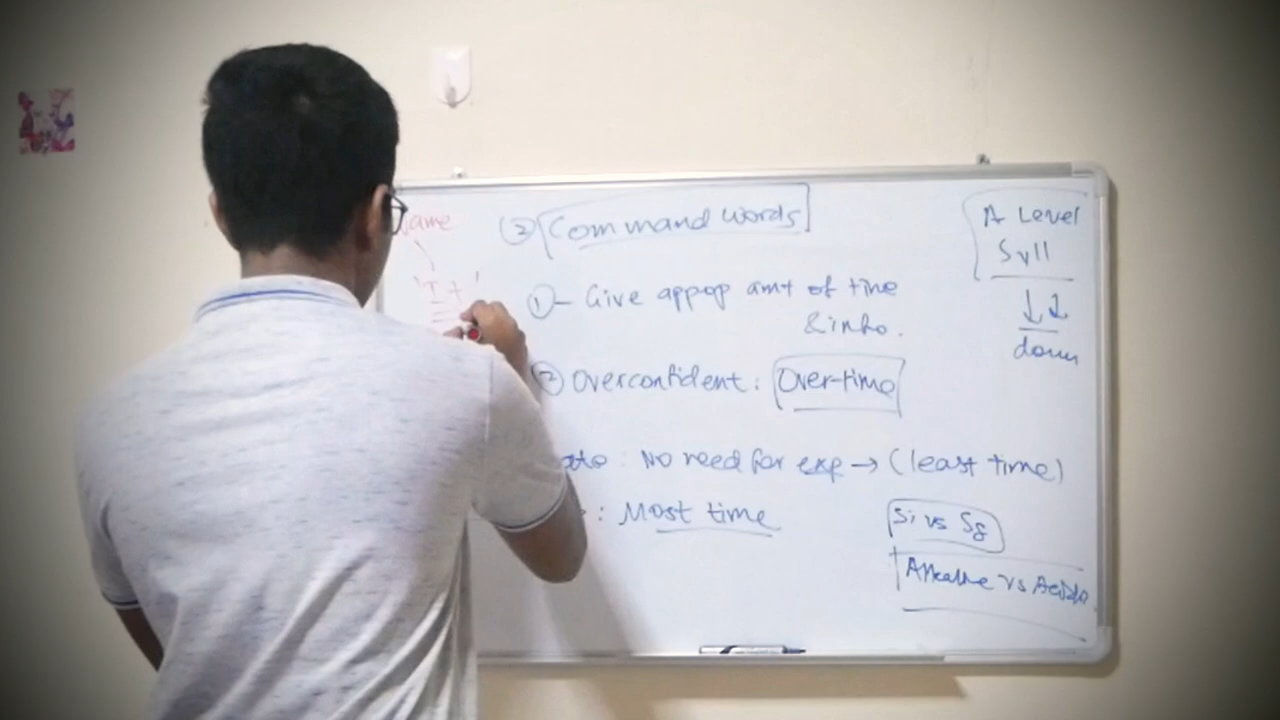 ② Command words
A Level
Syll
down
① - Give approp amt of time
& info.
② Overconfident : Over-time
: No need for exp → (least time)
: Most time
Si vs Sg
Alkaline vs Acidic